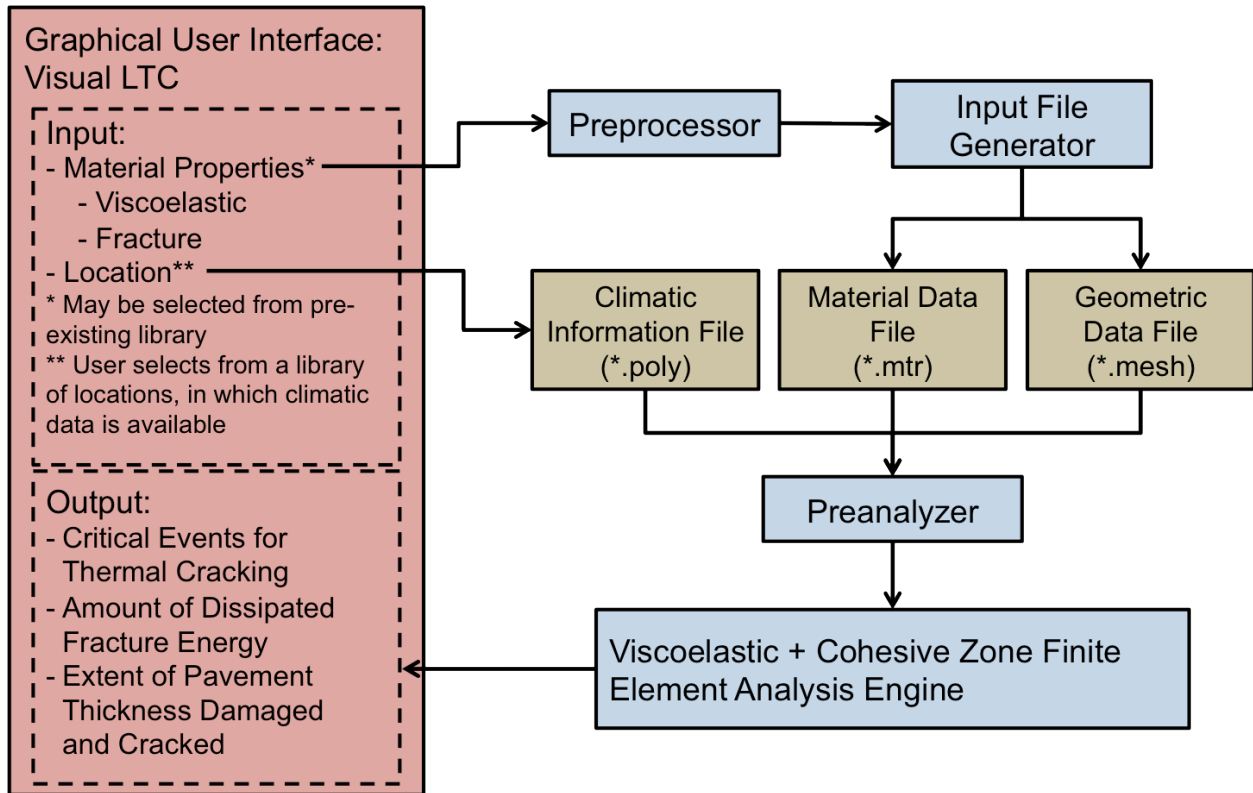 Graphical User Interface:
Visual LTC
Input:
- Material Properties*
- Viscoelastic
- Fracture
- Location**
* May be selected from pre-
existing library
** User selects from a library
of locations, in which climatic
data is available
Output:
- Critical Events for
Thermal Cracking
- Amount of Dissipated
Fracture Energy
- Extent of Pavement
Thickness Damaged
and Cracked
Preprocessor
Input File
Generator
Climatic
Information File
(*.poly)
Material Data
File
(*.mtr)
Geometric
Data File
(*.mesh)
Preanalyzer
Viscoelastic + Cohesive Zone Finite
Element Analysis Engine